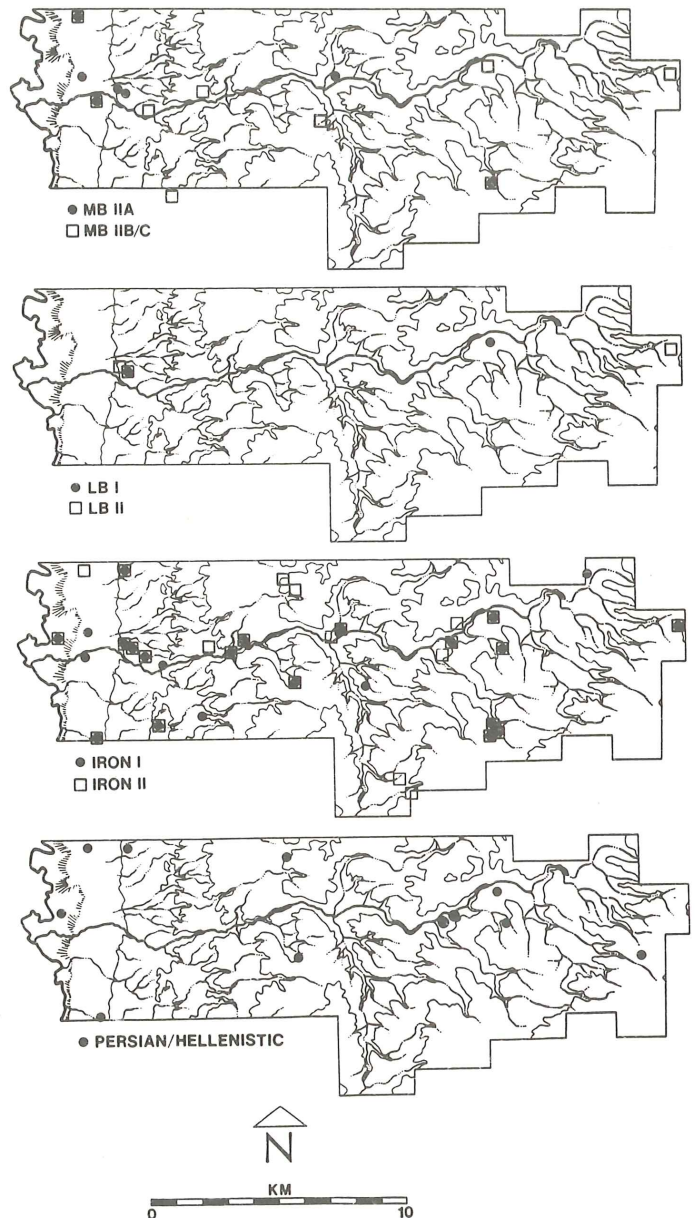 ● MB IIA
□ MB IIB/C
● LB I
□ LB II
● IRON I
□ IRON II
● PERSIAN/HELLENISTIC
N
KM
0 10